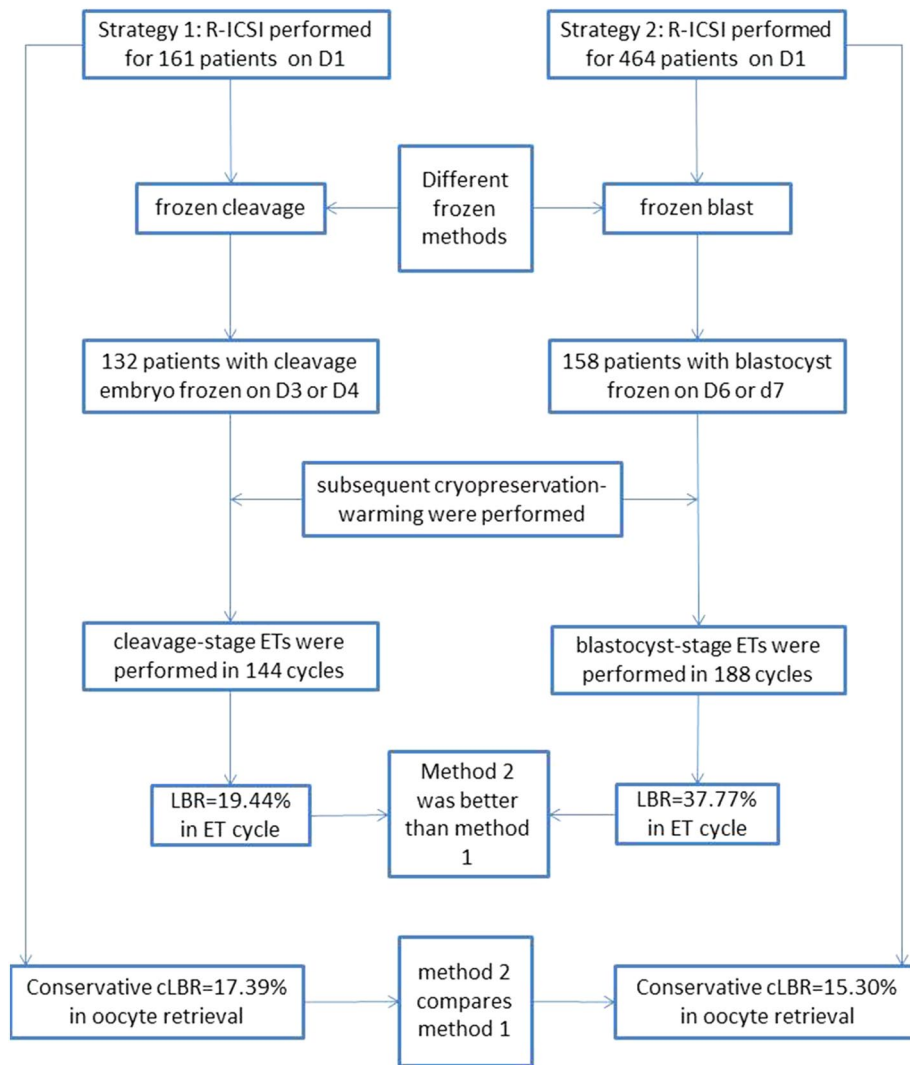 Strategy 1: R-ICSI performed
for 161 patients on D1
Strategy 2: R-ICSI performed
for 464 patients on D1
Different
frozen
methods
frozen cleavage
frozen blast
132 patients with cleavage
embryo frozen on D3 or D4
158 patients with blastocyst
frozen on D6 or d7
subsequent cryopreservation-
warming were performed
cleavage-stage ETs were
performed in 144 cycles
blastocyst-stage ETs were
performed in 188 cycles
LBR=19.44%
in ET cycle
Method 2
was better
than method
1
LBR=37.77%
in ET cycle
Conservative cLBR=17.39%
in oocyte retrieval
method 2
compares
method 1
Conservative cLBR=15.30%
in oocyte retrieval